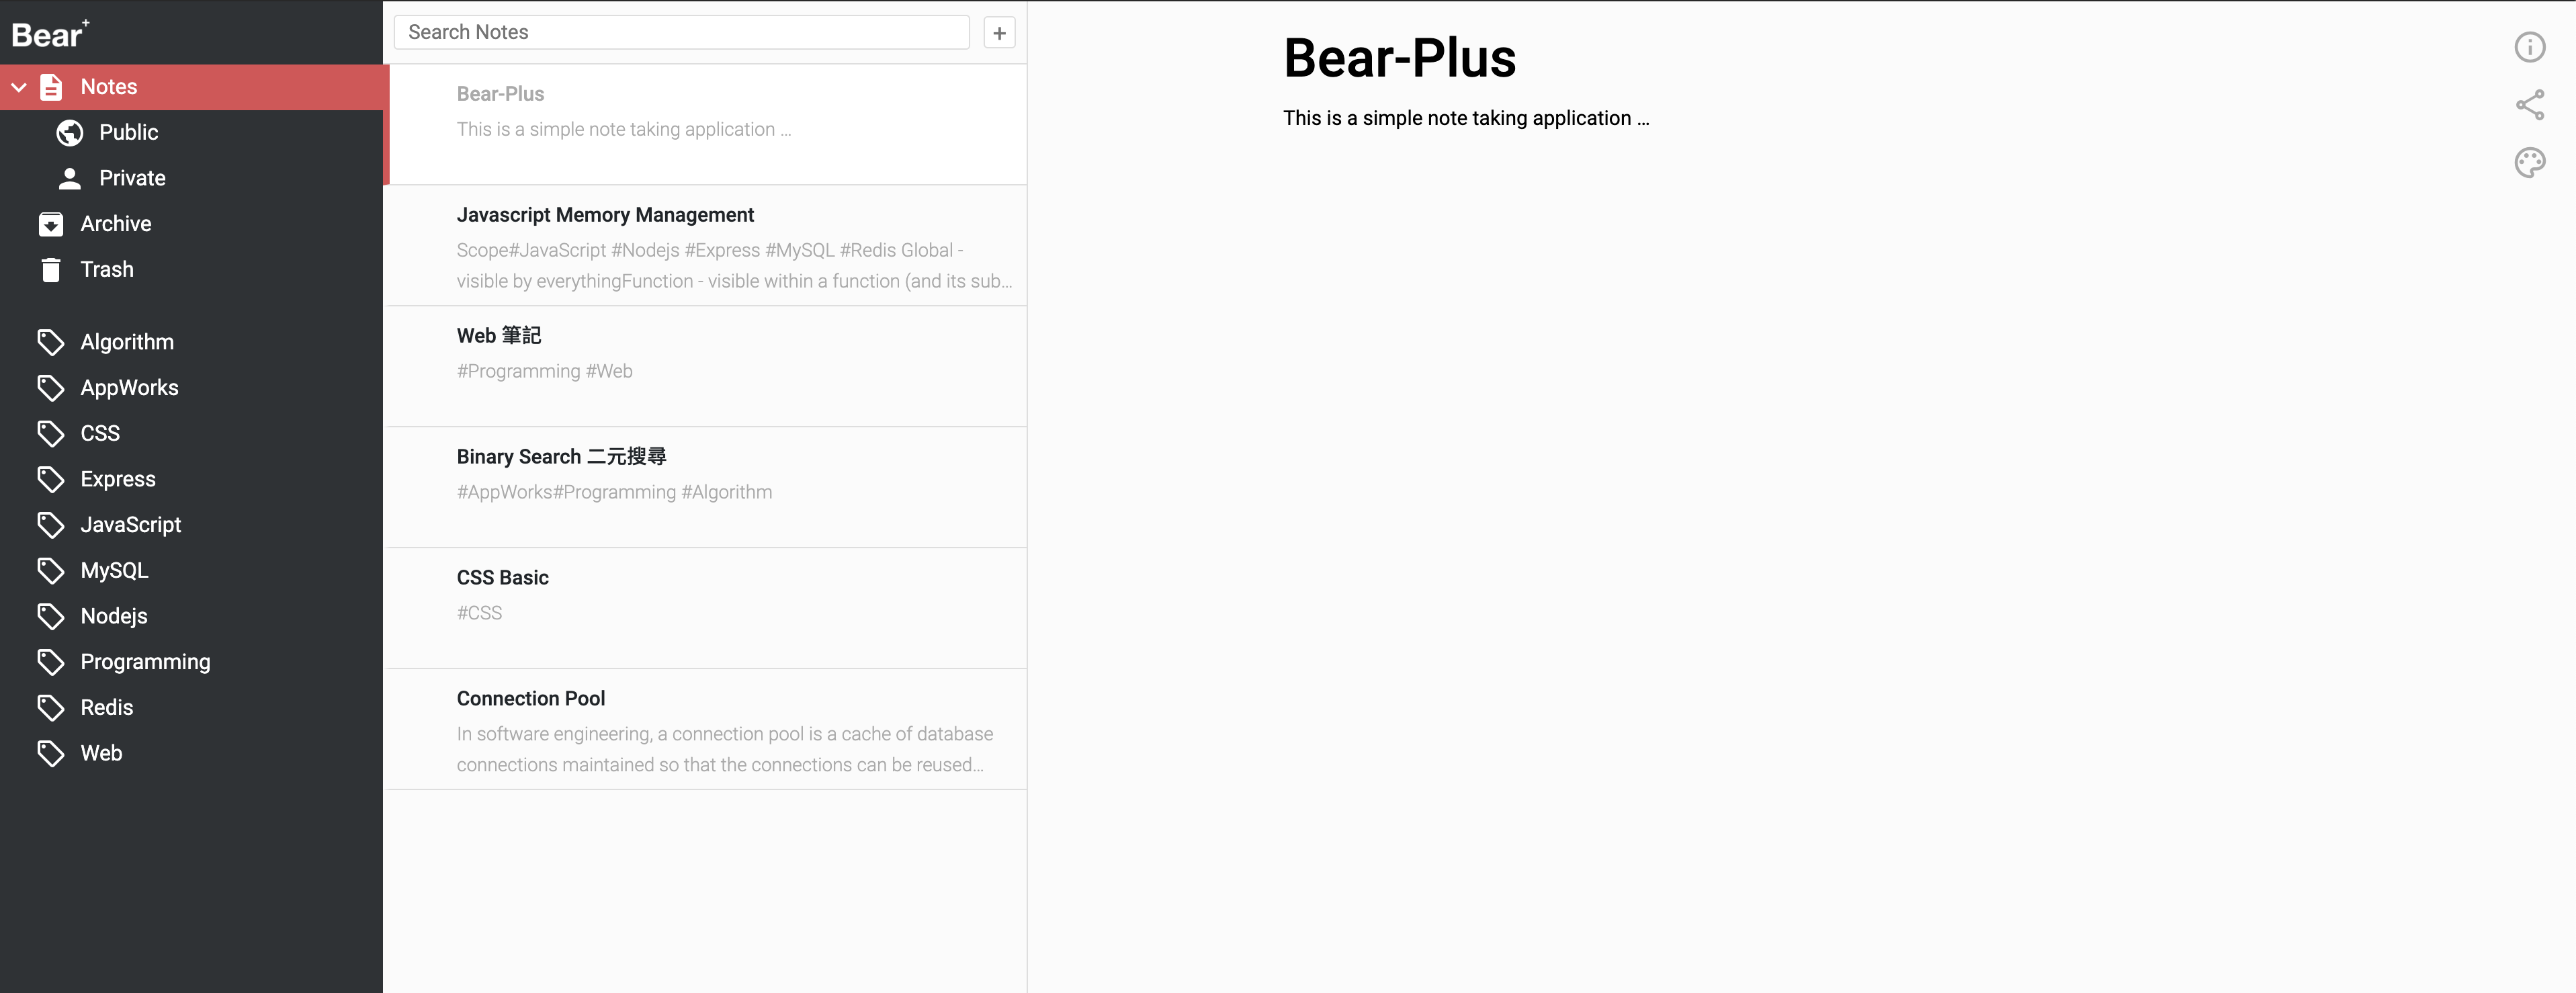 Bear+
Notes
Public
Private
Archive
Trash
Algorithm
AppWorks
CSS
Express
JavaScript
MySQL
Nodejs
Programming
Redis
Web
Search Notes
+
Bear-Plus
This is a simple note taking application ...
Javascript Memory Management
Scope#JavaScript #Nodejs #Express #MySQL #Redis Global -
visible by everythingFunction - visible within a function (and its sub...
Web 筆記
#Programming #Web
Binary Search 二元搜尋
#AppWorks#Programming #Algorithm
CSS Basic
#CSS
Connection Pool
In software engineering, a connection pool is a cache of database
connections maintained so that the connections can be reused...
Bear-Plus
This is a simple note taking application ...